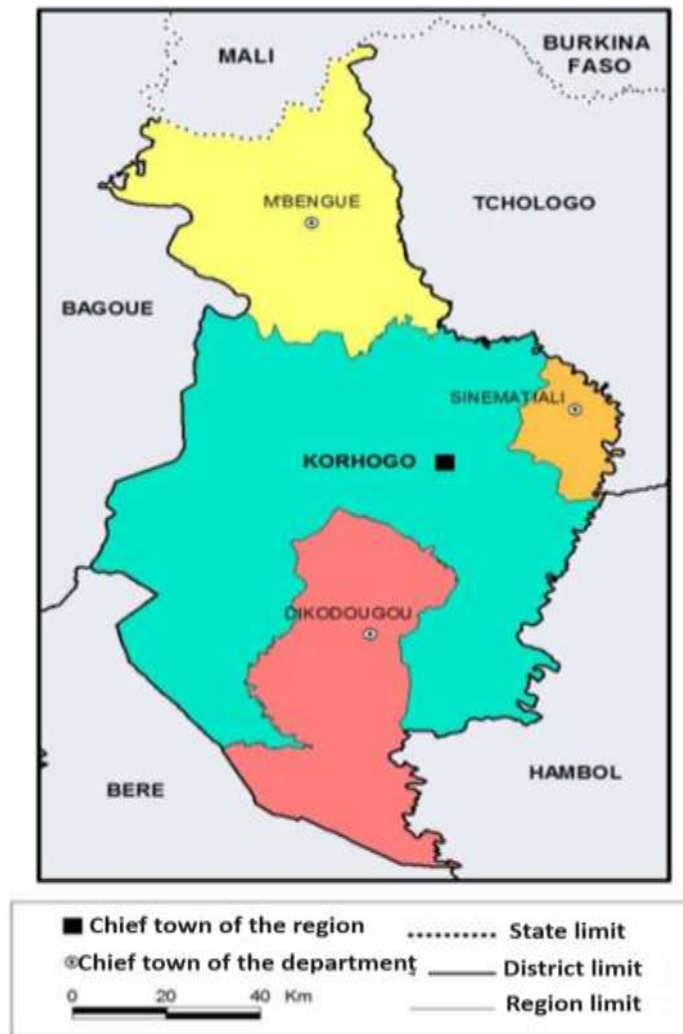 MALI
BURKINA
FASO
M'BENGUE
TCHOLOGO
BAGOUE
SINEMATIALI
KORHOGO
DIKODOUGOU
HAMBOL
BERE
Chief town of the region
State limit
Chief town of the department
District limit
0 20 40 Km
Region limit